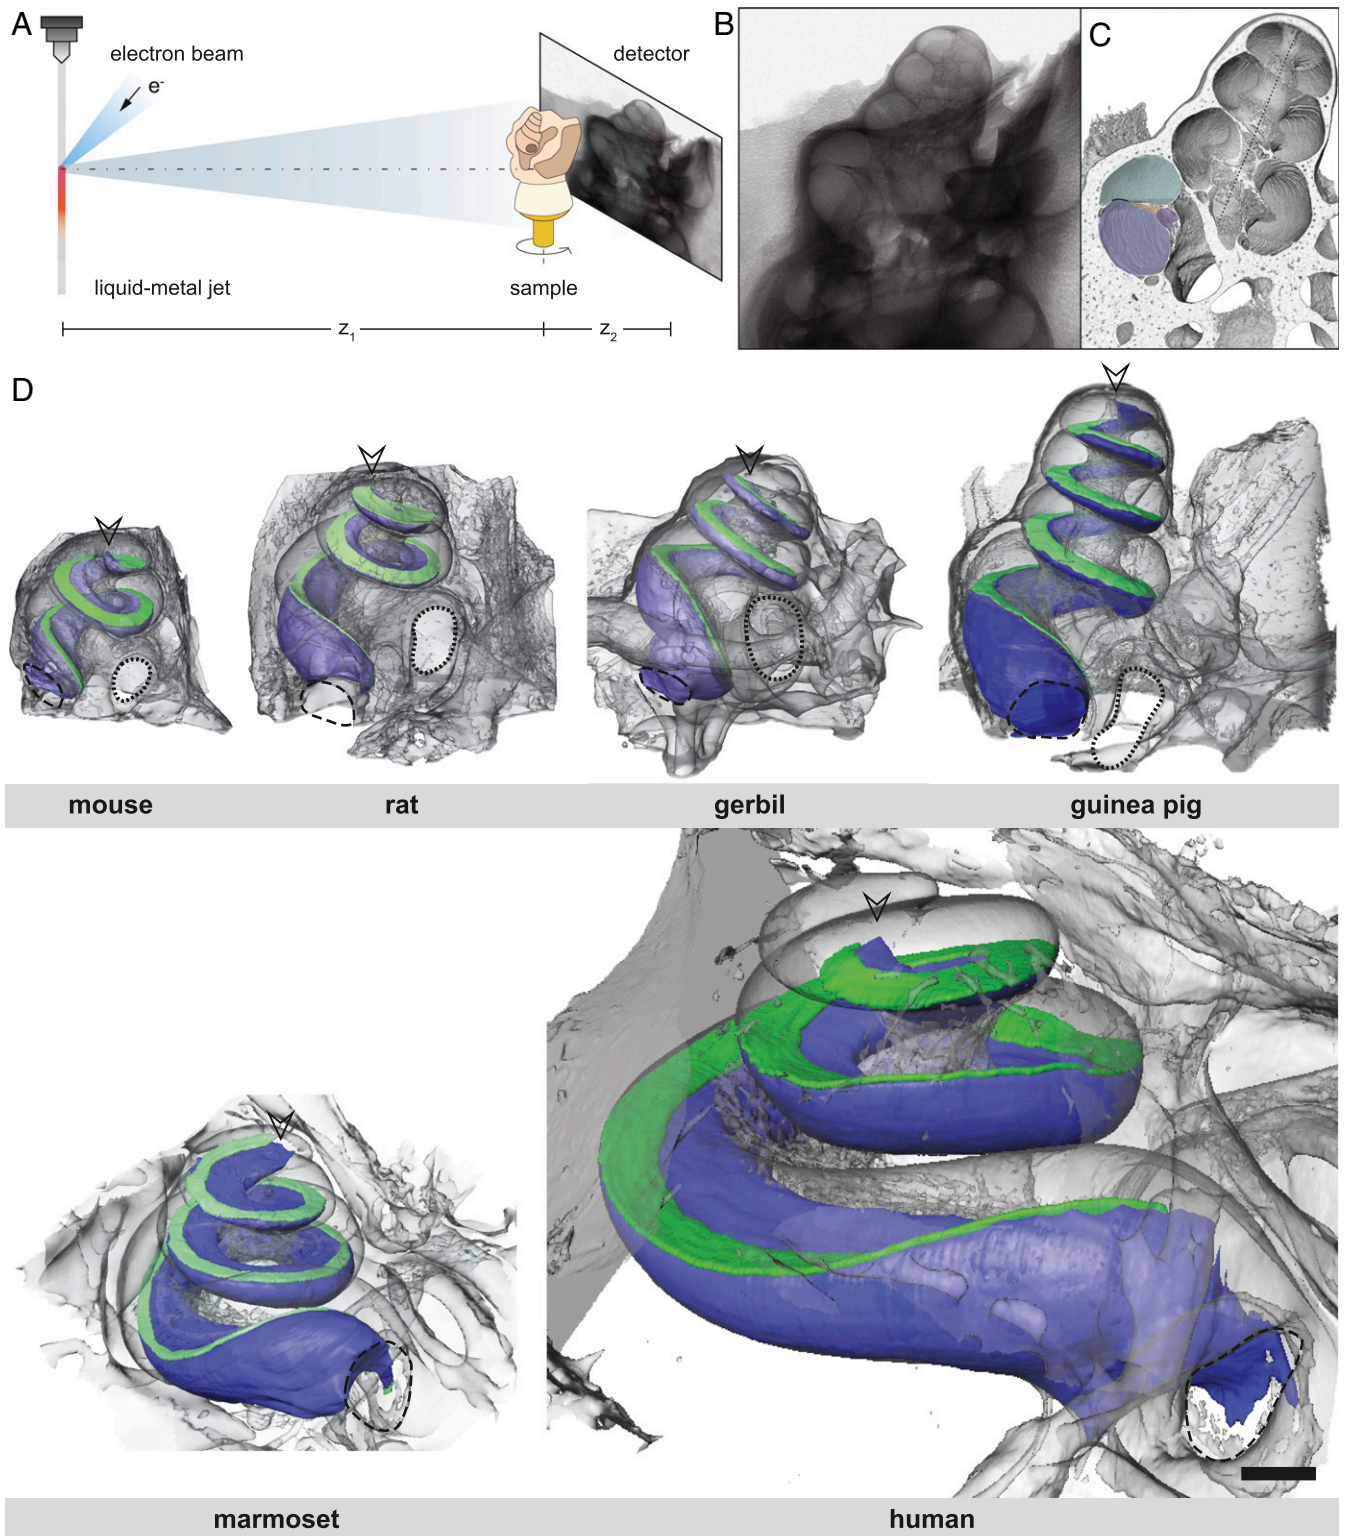 A
electron beam
e-
detector
liquid-metal jet
sample
z1
z2
B
C
D
mouse
rat
gerbil
guinea pig
marmoset
human